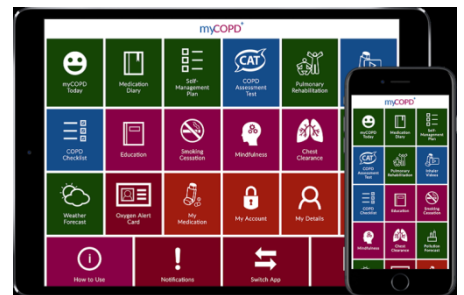 myCOPD
myCOPD
Today
Medication
Diary
Self-
Management
Plan
CAT
COPD
Assessment
Test
Pulmonary
Rehabilitation
COPD
Checklist
Education
Smoking
Cessation
Mindfulness
Chest
Clearance
Weather
Forecast
Oxygen Alert
Card
My
Medication
My Account
My Details
How to Use
Notifications
Switch App
myCOPD
myCOPD
Today
Medication
Diary
Self-
Management
Plan
CAT
COPD
Assessment
Test
Pulmonary
Rehabilitation
Inhaler
Videos
COPD
Checklist
Education
Smoking
Cessation
Mindfulness
Chest
Clearance
Pollution
Forecast